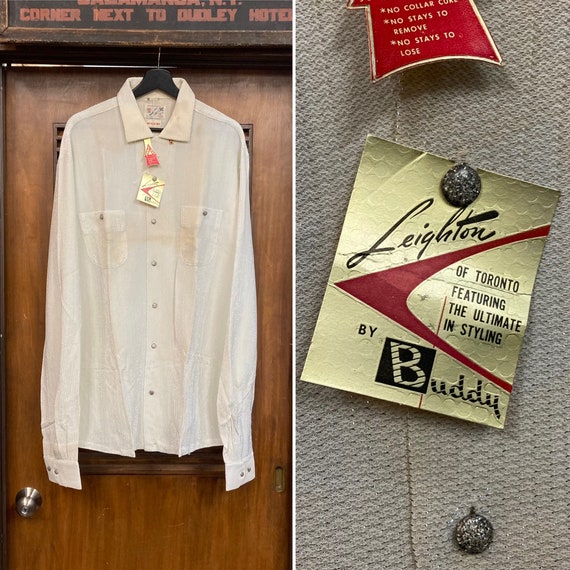 SALAMANCA, N.Y.
CORNER NEXT TO DUDLEY HOTEL
*NO COLLAR CURL
*NO STAYS TO
REMOVE
*NO STAYS TO
LOSE
Leighton
OF TORONTO
FEATURING
THE ULTIMATE
IN STYLING
BY Buddy